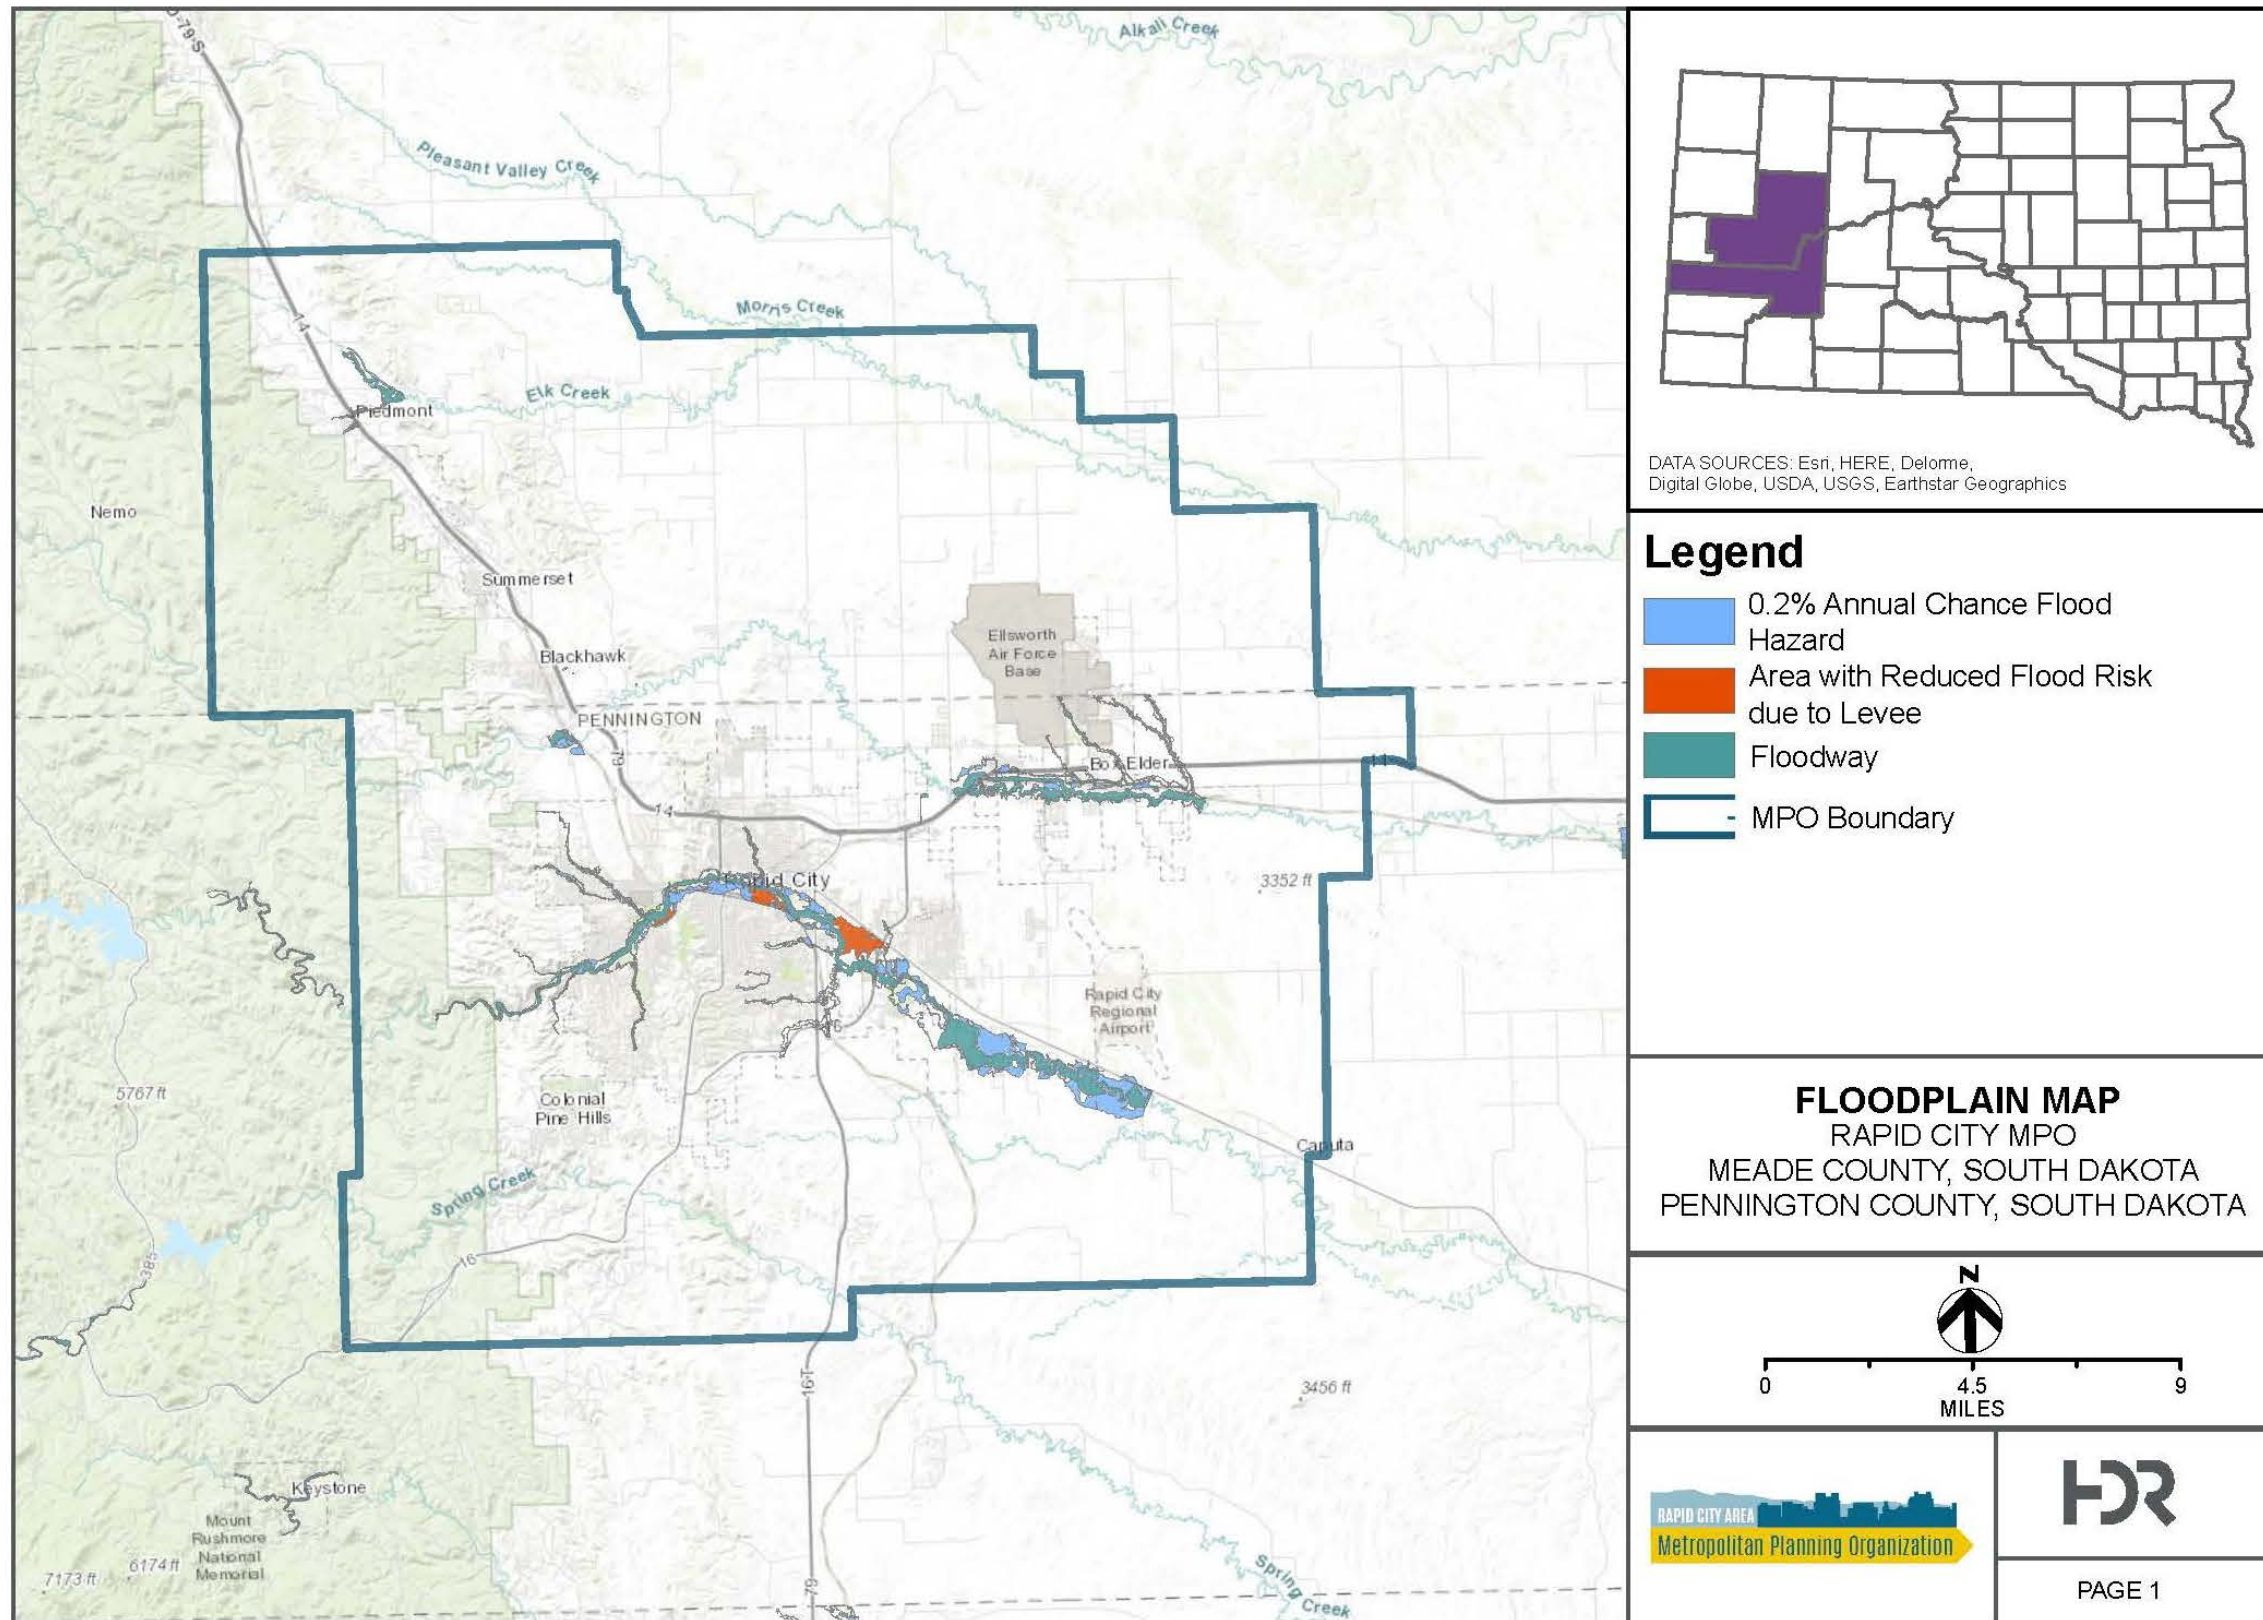 79-S
Alkali Creek
Pleasant Valley Creek
Morris Creek
14
Elk Creek
Piedmont
Nemo
Summerset
Ellsworth
Air Force
Base
Blackhawk
PENNINGTON
79
Box Elder
14
Rapid City
3352 ft
Rapid City
Regional
Airport
5767 ft
Colonial
Pine Hills
Caputa
Spring Creek
16
385
16T
3456 ft
Keystone
Mount
Rushmore
National
Memorial
6174 ft
7173 ft
79
Spring Creek
DATA SOURCES: Esri, HERE, Delorme,
Digital Globe, USDA, USGS, Earthstar Geographics
Legend
0.2% Annual Chance Flood
Hazard
Area with Reduced Flood Risk
due to Levee
Floodway
MPO Boundary
FLOODPLAIN MAP
RAPID CITY MPO
MEADE COUNTY, SOUTH DAKOTA
PENNINGTON COUNTY, SOUTH DAKOTA
N
0 4.5 9
MILES
RAPID CITY AREA
Metropolitan Planning Organization
HDR
PAGE 1